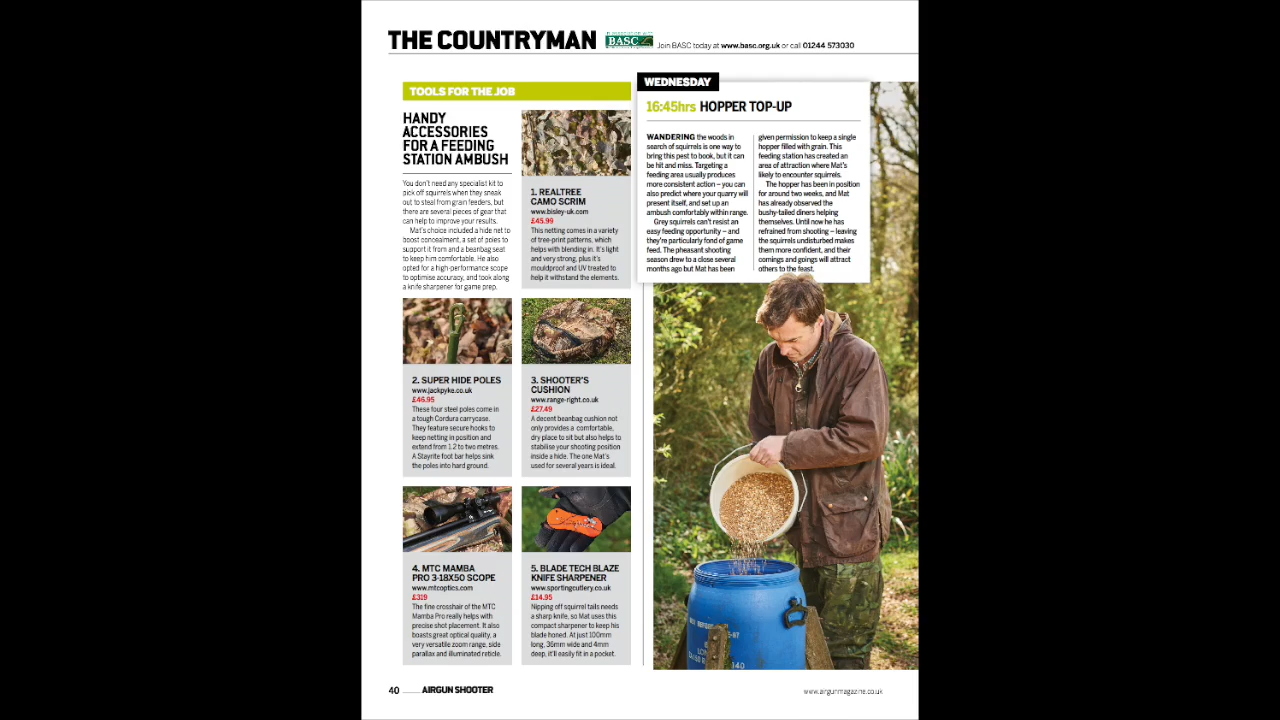 THE COUNTRYMAN
BASC
Join BASC today at www.basc.org.uk or call 01244 573030
TOOLS FOR THE JOB
HANDY
ACCESSORIES
FOR A FEEDING
STATION AMBUSH
You don't need any specialist kit to
pick off squirrels when they sneak
out to steal from grain feeders, but
there are several pieces of gear that
can help to improve your results.
Mat's choice included a hide net to
boost concealment, a set of poles to
support it from and a beanbag seat
to keep him comfortable. He also
opted for a high-performance scope
to optimise accuracy, and took along
a knife sharpener for game prep.
1. REALTREE
CAMO SCRIM
www.bisley-uk.com
£45.99
This netting comes in a variety
of tree-print patterns, which
helps with blending in. It's light
and very strong, plus it's
mouldproof and UV treated to
help it withstand the elements.
2. SUPER HIDE POLES
www.jackpyke.co.uk
£46.95
These four steel poles come in
a tough Cordura carrycase.
They feature secure hooks to
keep netting in position and
extend from 1.2 to two metres.
A Stayrite foot bar helps sink
the poles into hard ground.
3. SHOOTER'S
CUSHION
www.range-right.co.uk
£27.49
A decent beanbag cushion not
only provides a comfortable,
dry place to sit but also helps to
stabilise your shooting position
inside a hide. The one Mat's
used for several years is ideal.
4. MTC MAMBA
PRO 3-18X50 SCOPE
www.mtcoptics.com
£319
The fine crosshair of the MTC
Mamba Pro really helps with
precise shot placement. It also
boasts great optical quality, a
very versatile zoom range, side
parallax and illuminated reticle.
5. BLADE TECH BLAZE
KNIFE SHARPENER
www.sportingcutlery.co.uk
£14.95
Nipping off squirrel tails needs
a sharp knife, so Mat uses this
compact sharpener to keep his
blade honed. At just 100mm
long, 36mm wide and 4mm
deep, it'll easily fit in a pocket.
WEDNESDAY
16:45hrs HOPPER TOP-UP
WANDERING the woods in
search of squirrels is one way to
bring this pest to book, but it can
be hit and miss. Targeting a
feeding area usually produces
more consistent action – you can
also predict where your quarry will
present itself, and set up an
ambush comfortably within range.
Grey squirrels can't resist an
easy feeding opportunity – and
they're particularly fond of game
feed. The pheasant shooting
season drew to a close several
months ago but Mat has been
given permission to keep a single
hopper filled with grain. This
feeding station has created an
area of attraction where Mat's
likely to encounter squirrels.
The hopper has been in position
for around two weeks, and Mat
has already observed the
bushy-tailed diners helping
themselves. Until now he has
refrained from shooting – leaving
the squirrels undisturbed makes
them more confident, and their
comings and goings will attract
others to the feast.
140
40
AIRGUN SHOOTER
www.airgunmagazine.co.uk